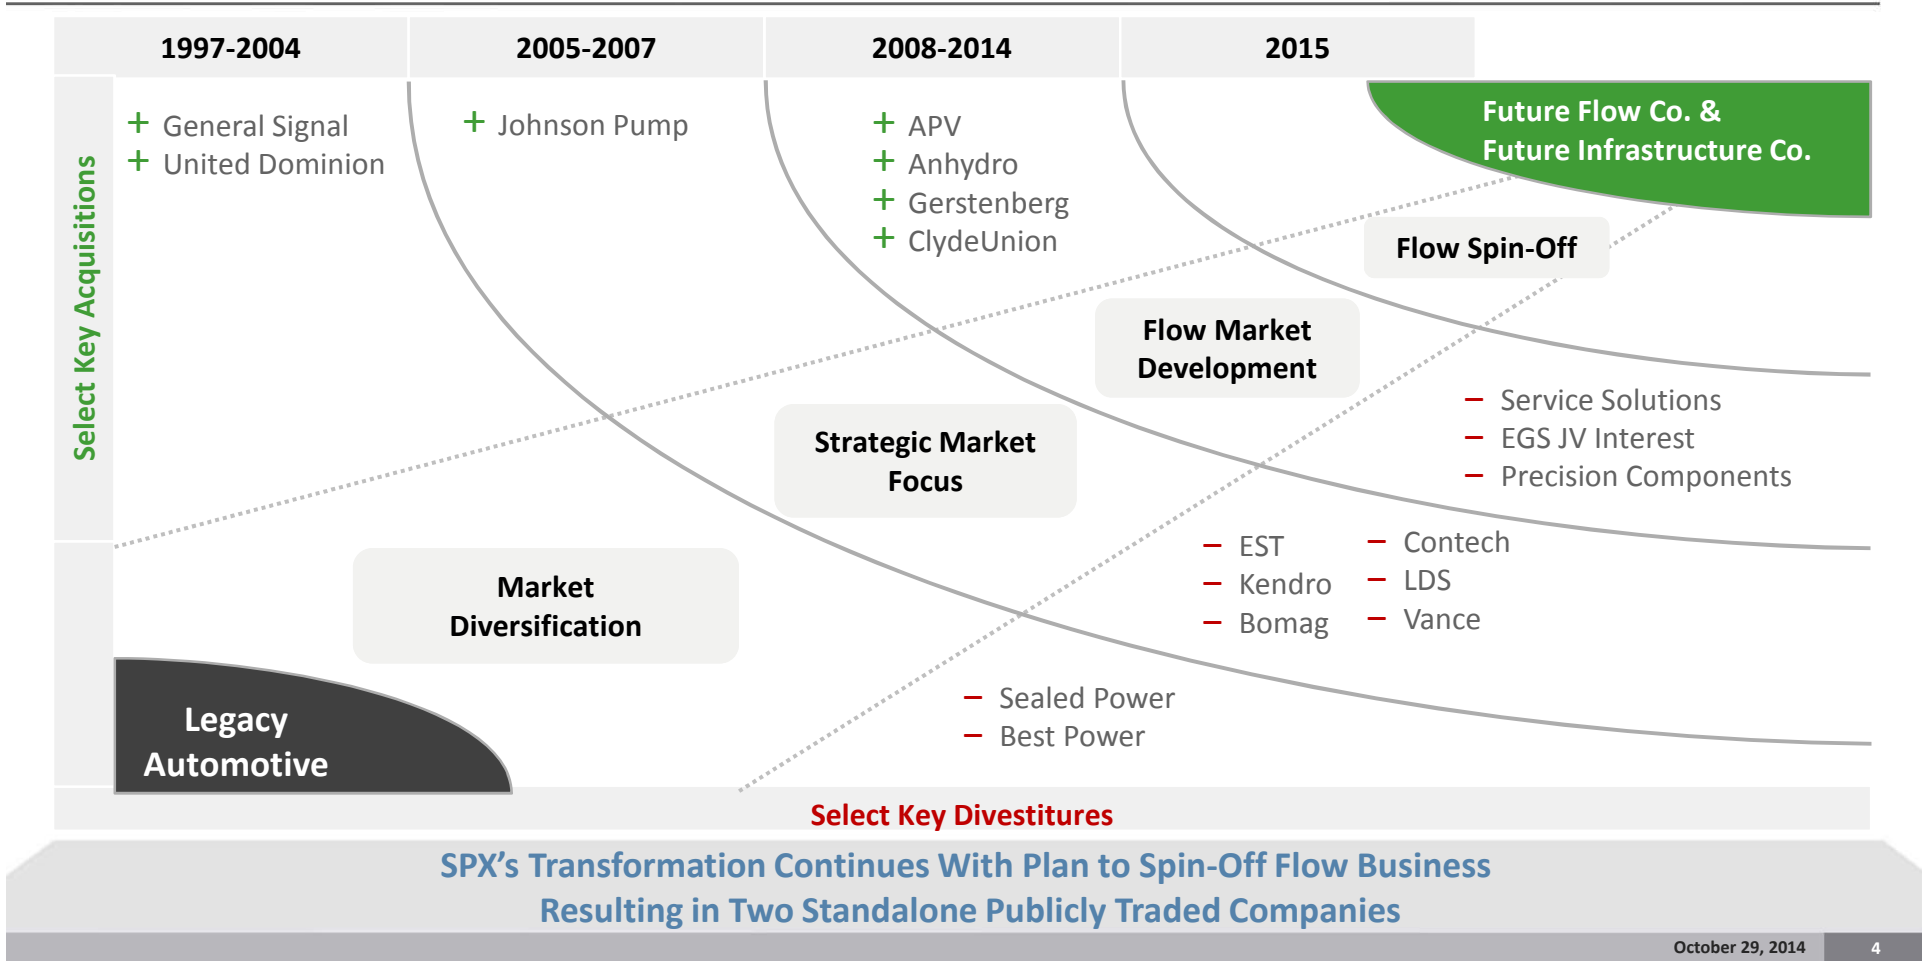 1997-2004
2005-2007
2008-2014
2015
Select Key Acquisitions
+ General Signal
+ United Dominion
+ Johnson Pump
+ APV
+ Anhydro
+ Gerstenberg
+ ClydeUnion
Future Flow Co. &
Future Infrastructure Co.
Flow Spin-Off
Flow Market
Development
Strategic Market
Focus
Market
Diversification
Legacy
Automotive
– Service Solutions
– EGS JV Interest
– Precision Components
– EST
– Kendro
– Bomag
– Contech
– LDS
– Vance
– Sealed Power
– Best Power
Select Key Divestitures
SPX’s Transformation Continues With Plan to Spin-Off Flow Business
Resulting in Two Standalone Publicly Traded Companies
October 29, 2014
4